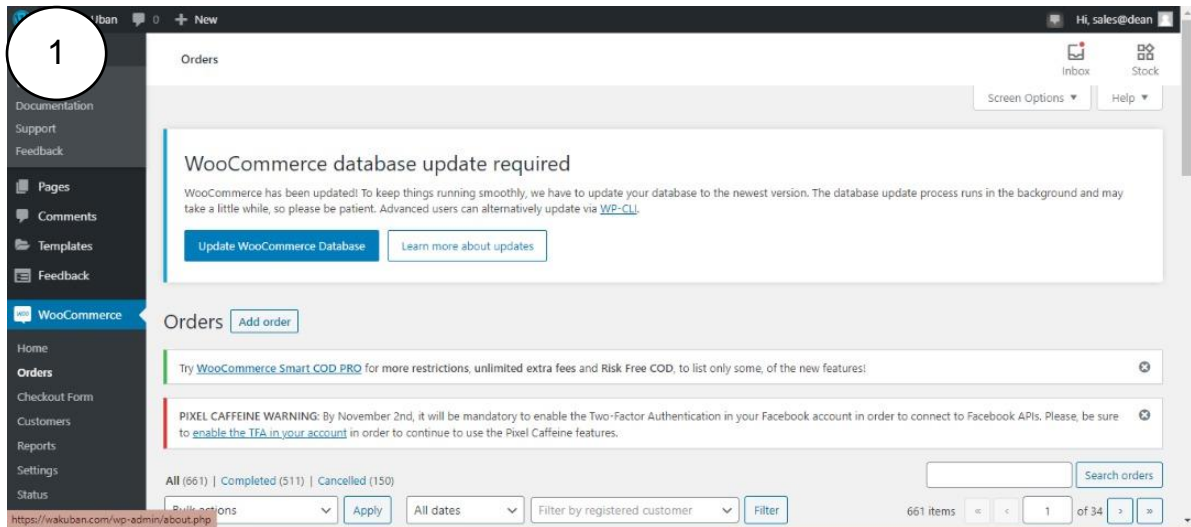 1
Uban 0 + New Hi, sales@dean
Orders
Inbox Stock
Screen Options ▼ Help ▼
Documentation
Support
Feedback
Pages
Comments
Templates
Feedback
WooCommerce
Home
Orders
Checkout Form
Customers
Reports
Settings
Status
WooCommerce database update required
WooCommerce has been updated! To keep things running smoothly, we have to update your database to the newest version. The database update process runs in the background and may
take a little while, so please be patient. Advanced users can alternatively update via WP-CLI.
Update WooCommerce Database Learn more about updates
Orders Add order
Try WooCommerce Smart COD PRO for more restrictions, unlimited extra fees and Risk Free COD, to list only some, of the new features!
PIXEL CAFFEINE WARNING: By November 2nd, it will be mandatory to enable the Two-Factor Authentication in your Facebook account in order to connect to Facebook APIs. Please, be sure
to enable the TFA in your account in order to continue to use the Pixel Caffeine features.
All (661) | Completed (511) | Cancelled (150)
Search orders
Bulk actions Apply All dates Filter by registered customer Filter 661 items « ‹ 1 of 34 › »
https://wakuban.com/wp-admin/about.php